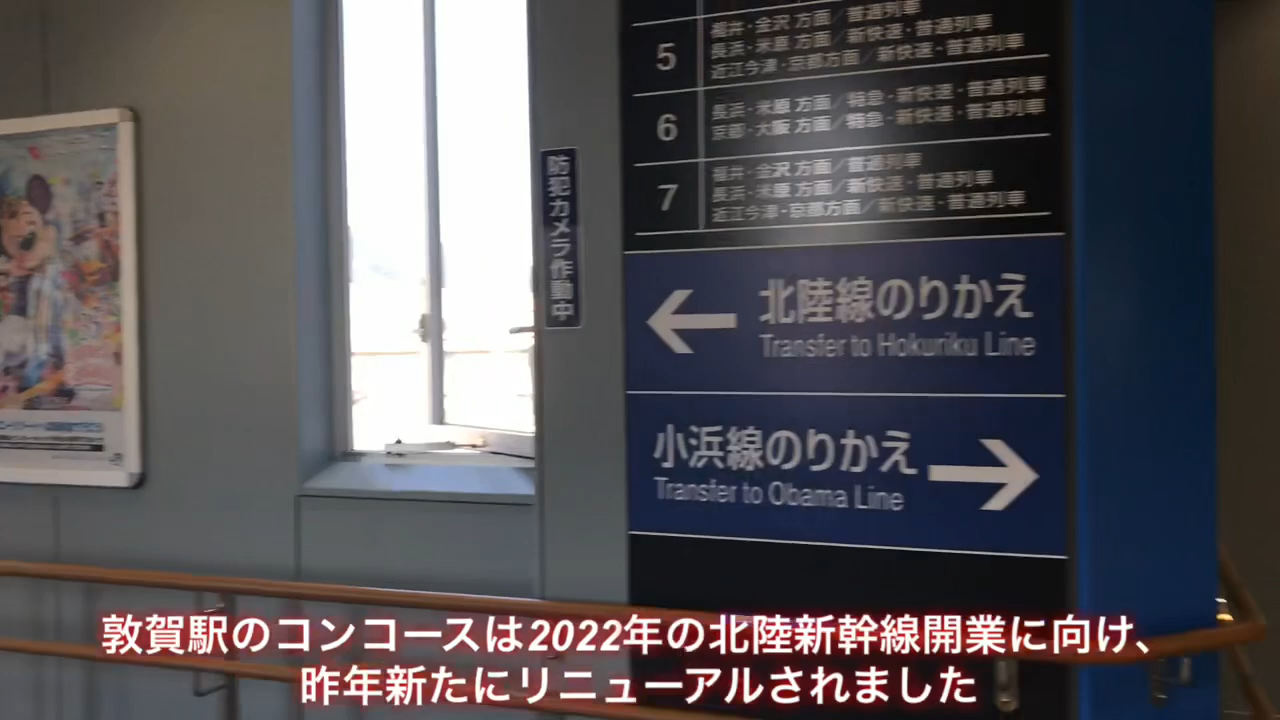 5
福井・金沢 方面／普通列車
長浜・米原 方面／新快速・普通列車
近江今津・京都方面／新快速・普通列車
6
長浜・米原 方面／特急・新快速・普通列車
京都・大阪 方面／特急・新快速・普通列車
7
福井・金沢 方面／普通列車
長浜・米原 方面／新快速・普通列車
近江今津・京都方面／新快速・普通列車
防犯カメラ作動中
← 北陸線のりかえ
Transfer to Hokuriku Line
小浜線のりかえ →
Transfer to Obama Line
敦賀駅のコンコースは2022年の北陸新幹線開業に向け、
昨年新たにリニューアルされました